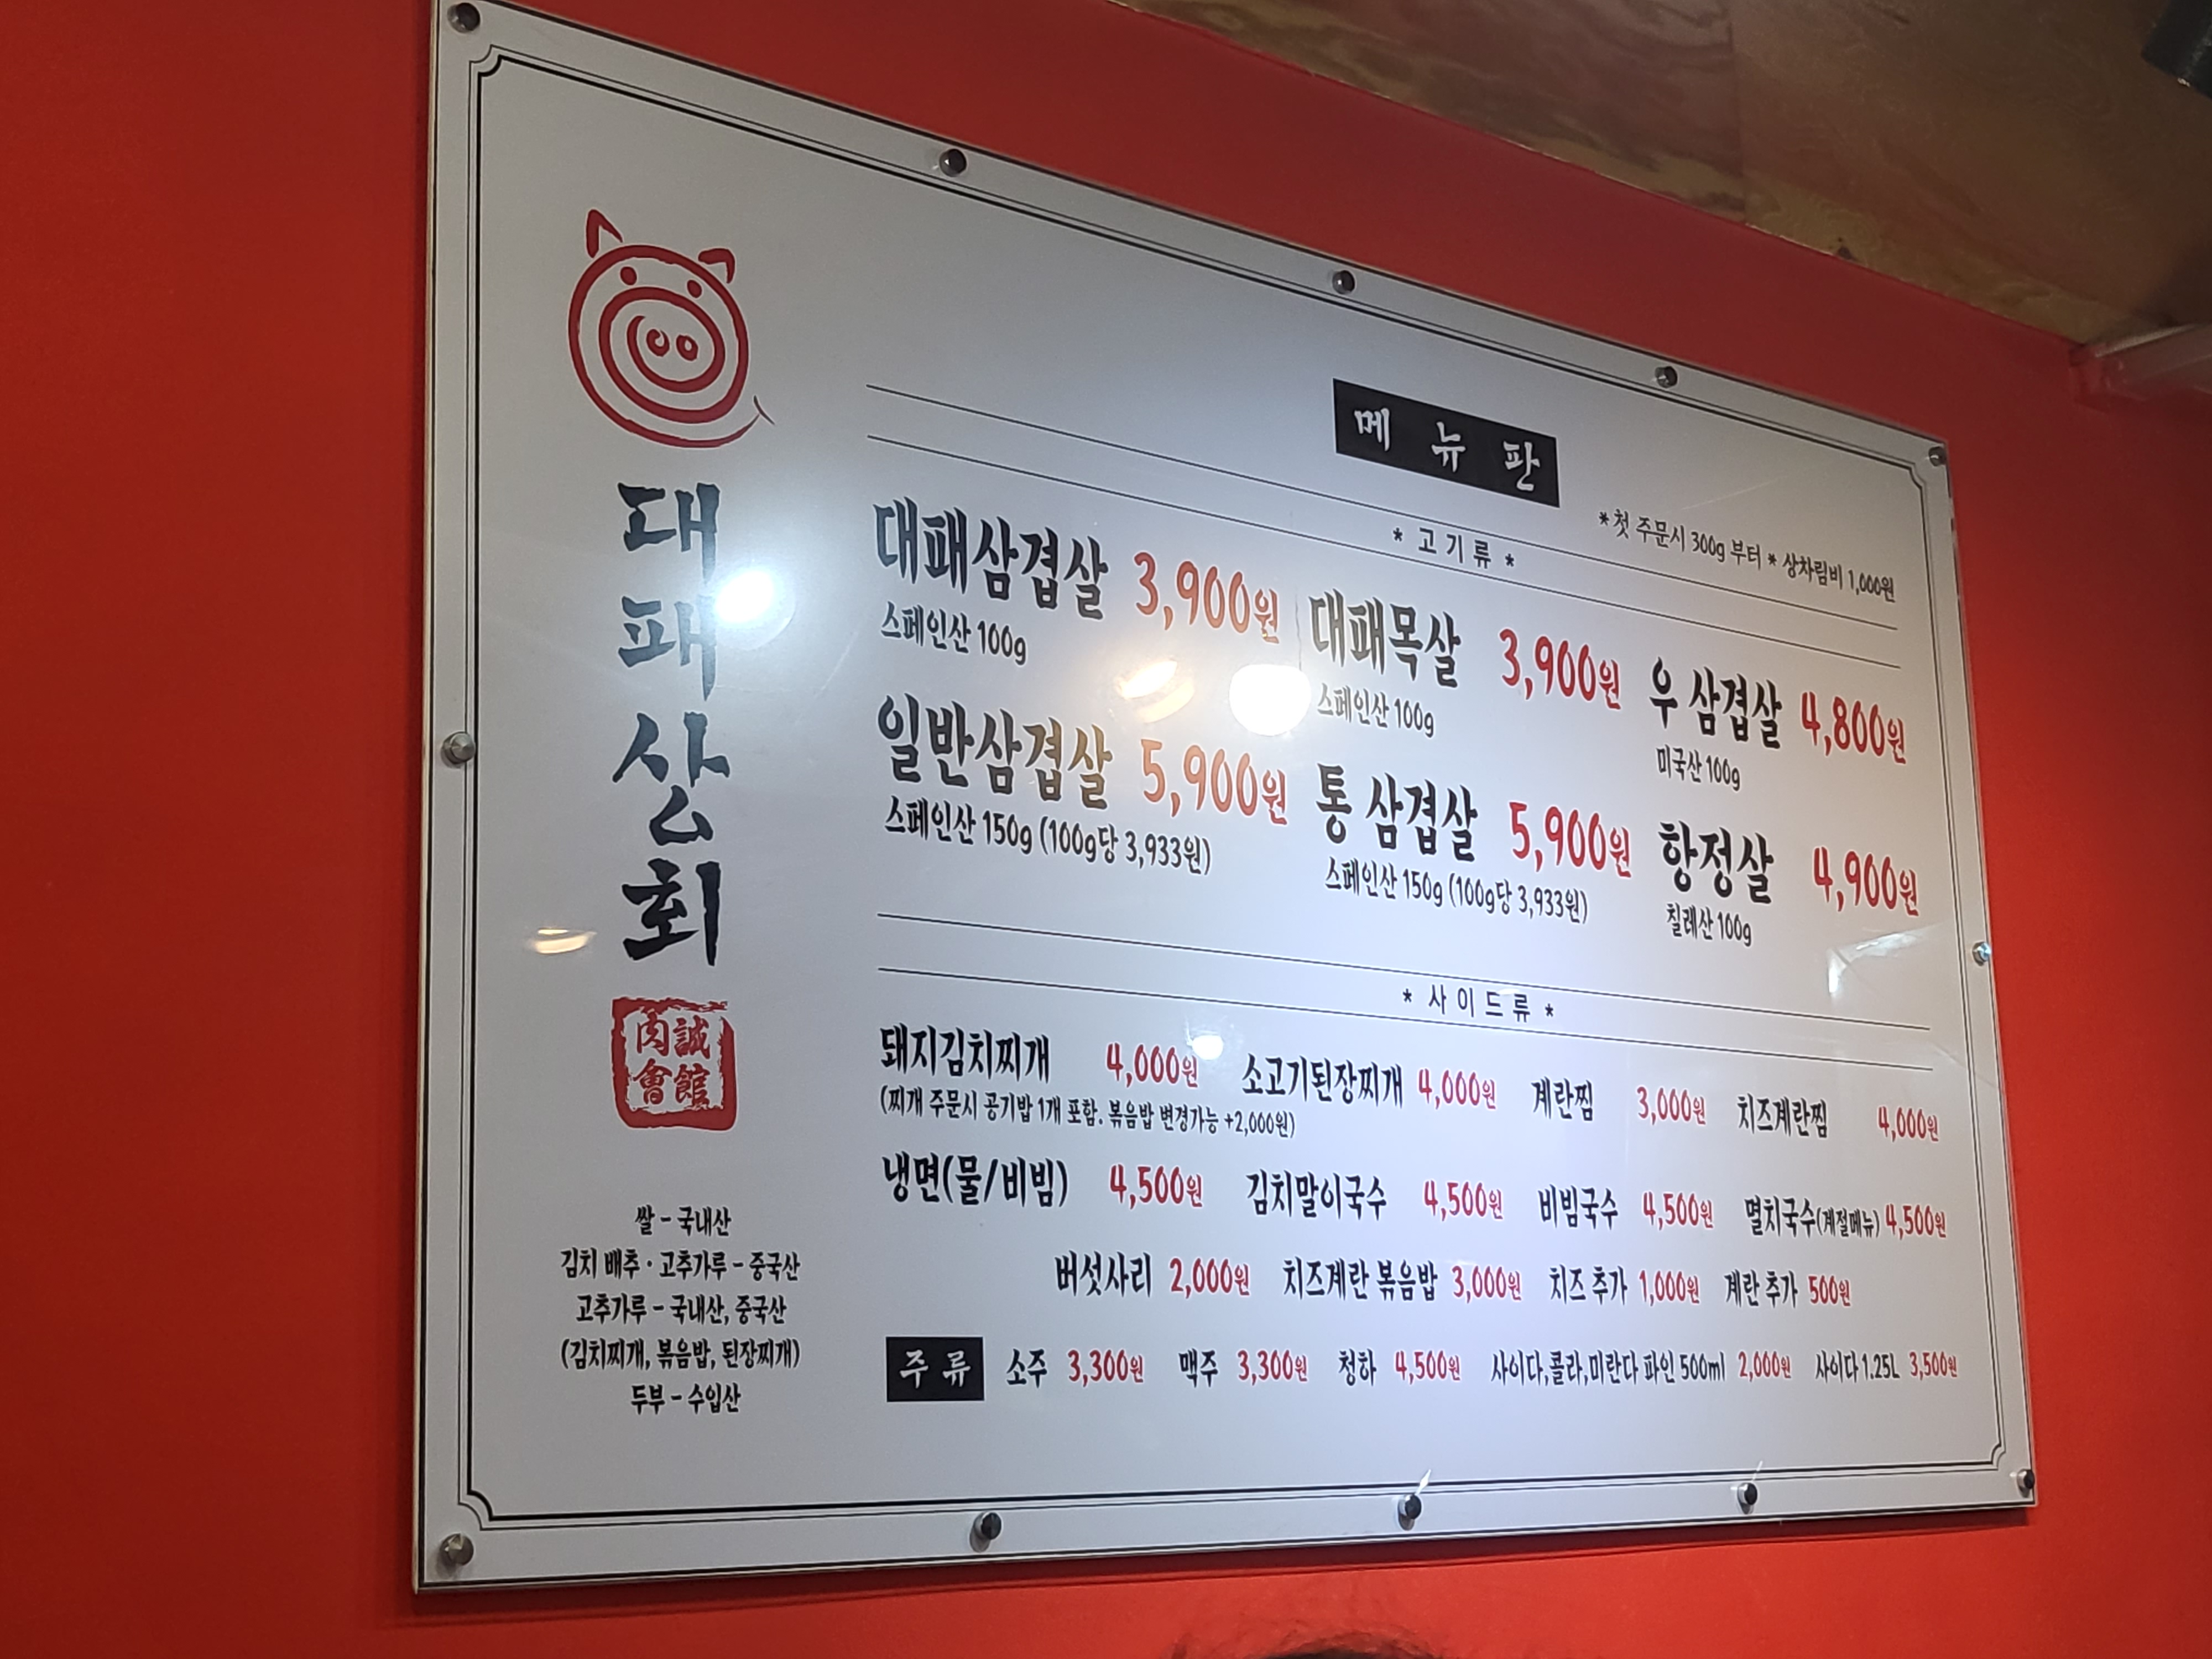 대패상회
肉誠
會館
쌀 - 국내산
김치 배추 · 고추가루 - 중국산
고추가루 - 국내산, 중국산
(김치찌개, 볶음밥, 된장찌개)
두부 - 수입산
메뉴판
*첫 주문시 300g 부터 * 상차림비 1,000원
* 고기류 *
대패삼겹살 3,900원 대패목살 3,900원 우 삼겹살 4,800원
스페인산 100g 스페인산 100g 미국산 100g
일반삼겹살 5,900원 통 삼겹살 5,900원 항정살 4,900원
스페인산 150g (100g당 3,933원) 스페인산 150g (100g당 3,933원) 칠레산 100g
* 사이드류 *
돼지김치찌개 4,000원 소고기된장찌개 4,000원 계란찜 3,000원 치즈계란찜 4,000원
(찌개 주문시 공기밥 1개 포함. 볶음밥 변경가능 +2,000원)
냉면(물/비빔) 4,500원 김치말이국수 4,500원 비빔국수 4,500원 멸치국수(계절메뉴) 4,500원
버섯사리 2,000원 치즈계란 볶음밥 3,000원 치즈 추가 1,000원 계란 추가 500원
주류 소주 3,300원 맥주 3,300원 청하 4,500원 사이다,콜라,미란다 파인 500ml 2,000원 사이다 1.25L 3,500원